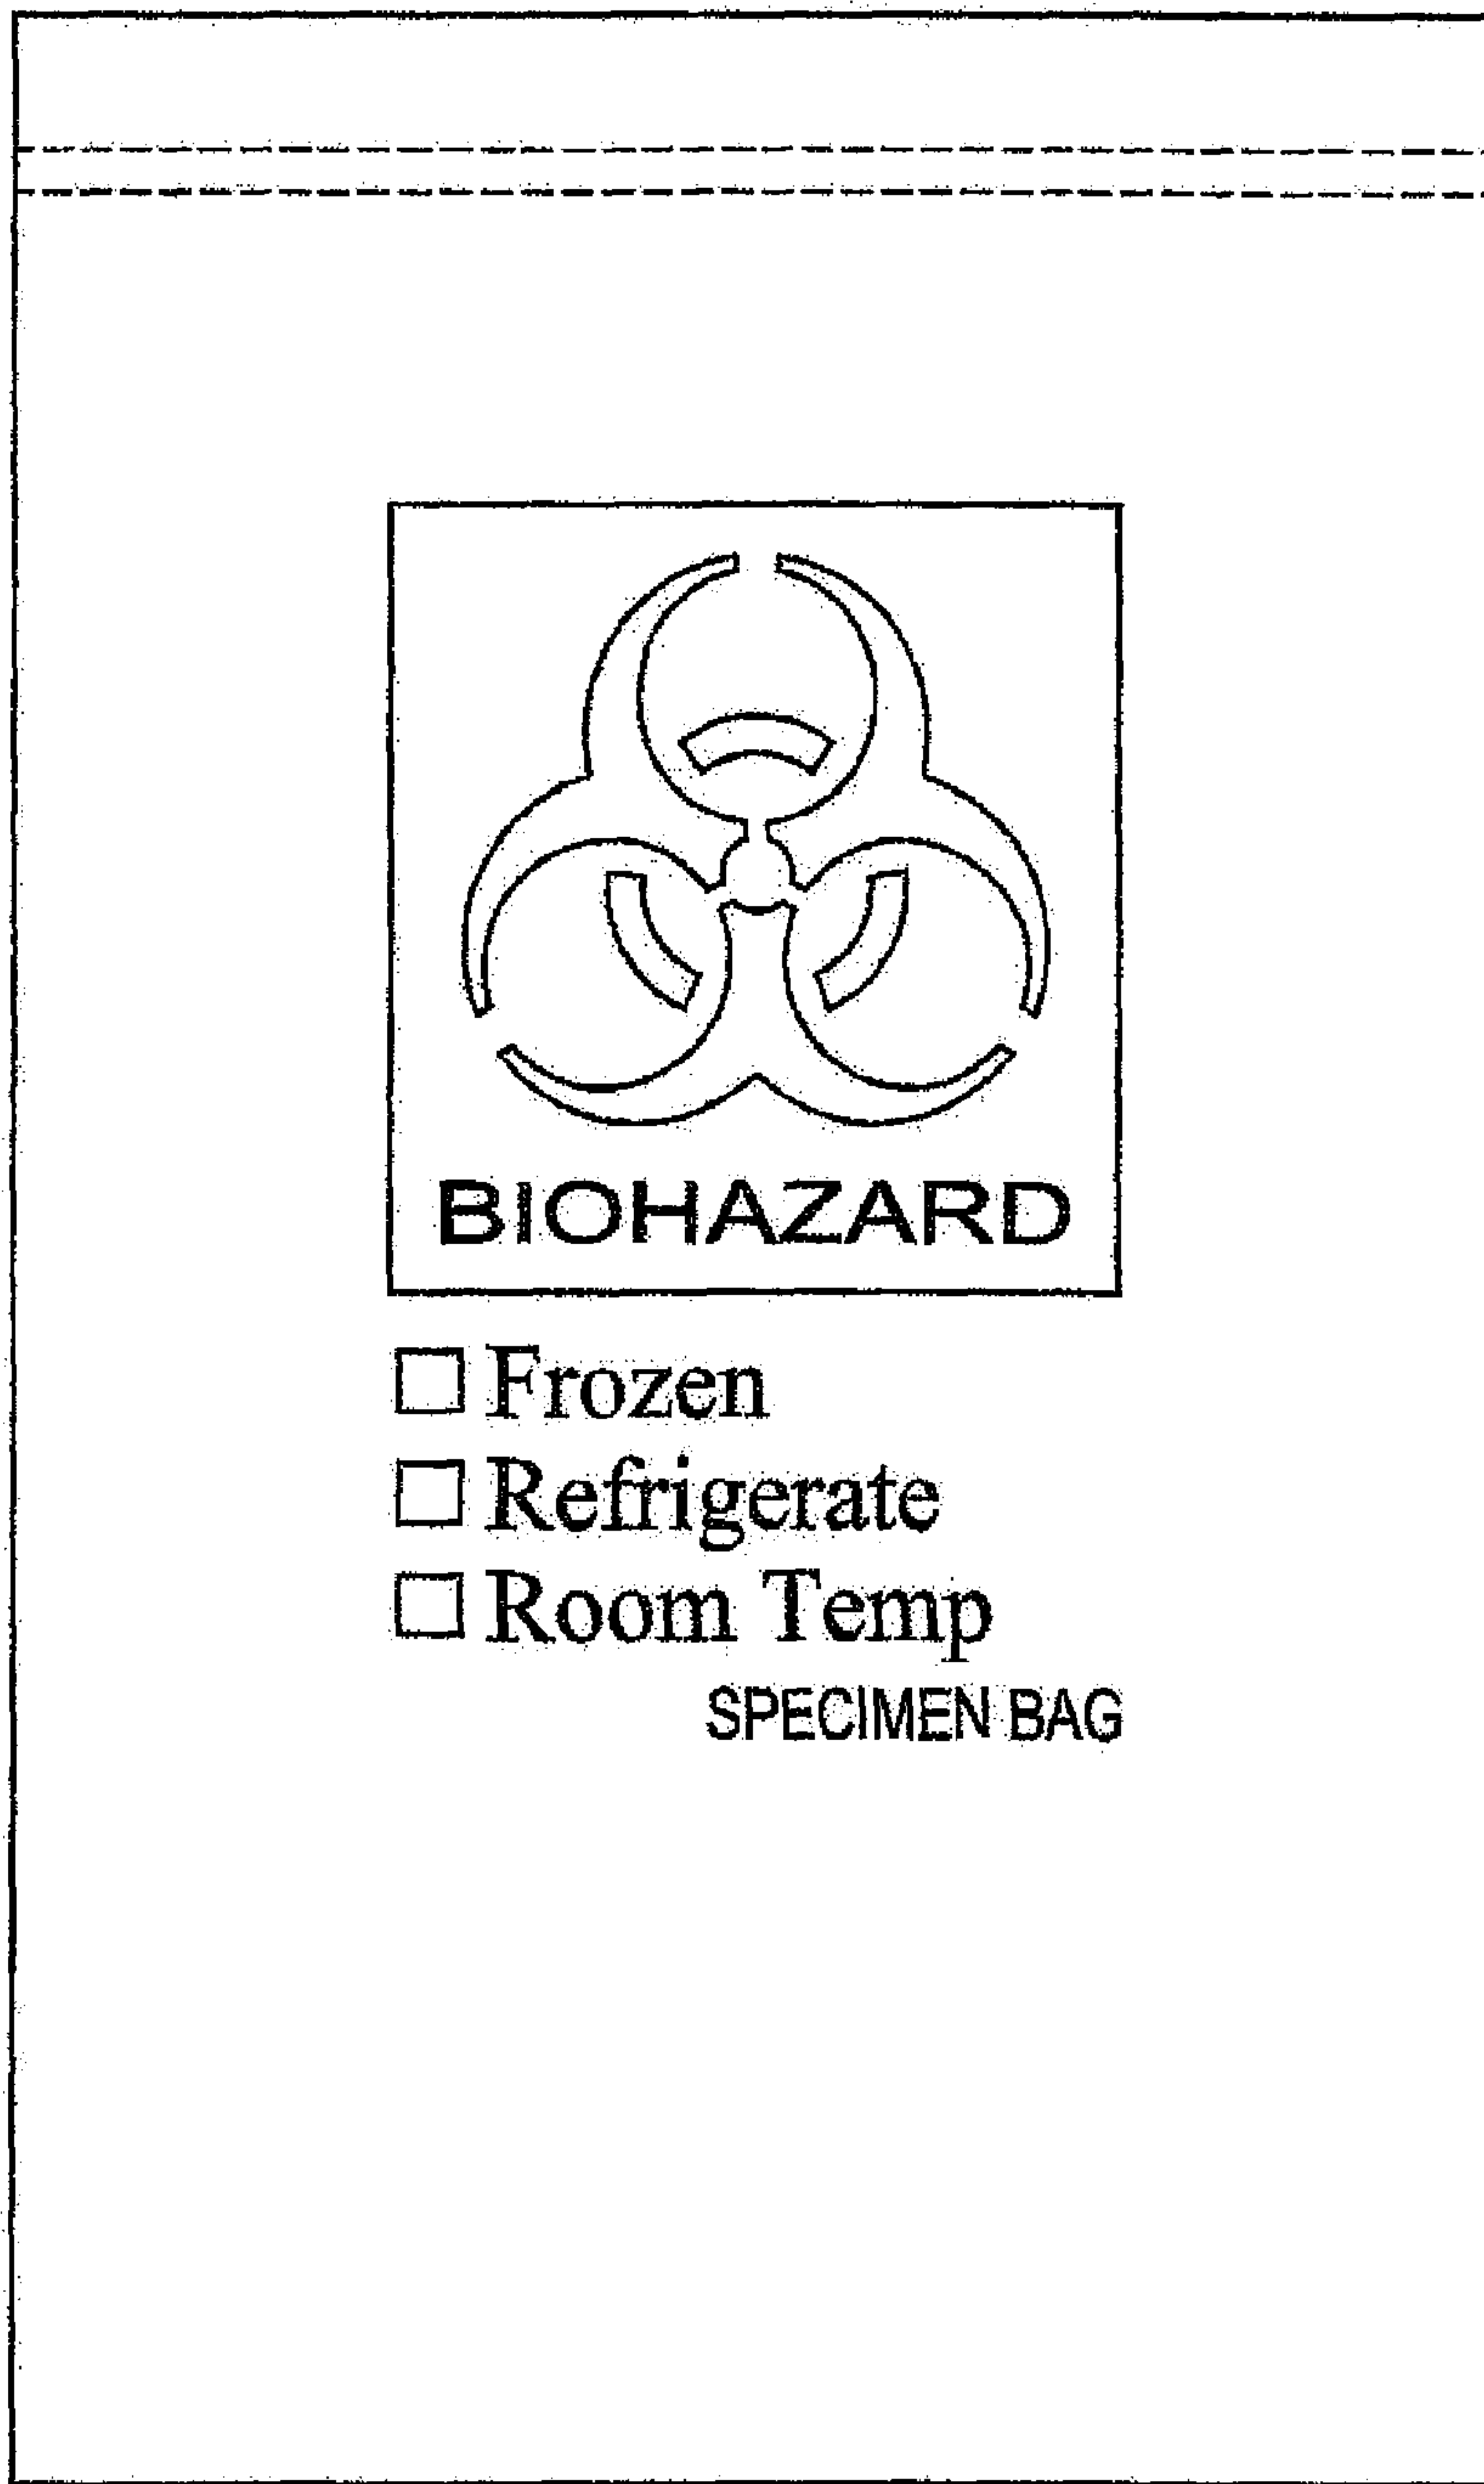 BIOHAZARD
Frozen
Refrigerate
Room Temp
SPECIMEN BAG